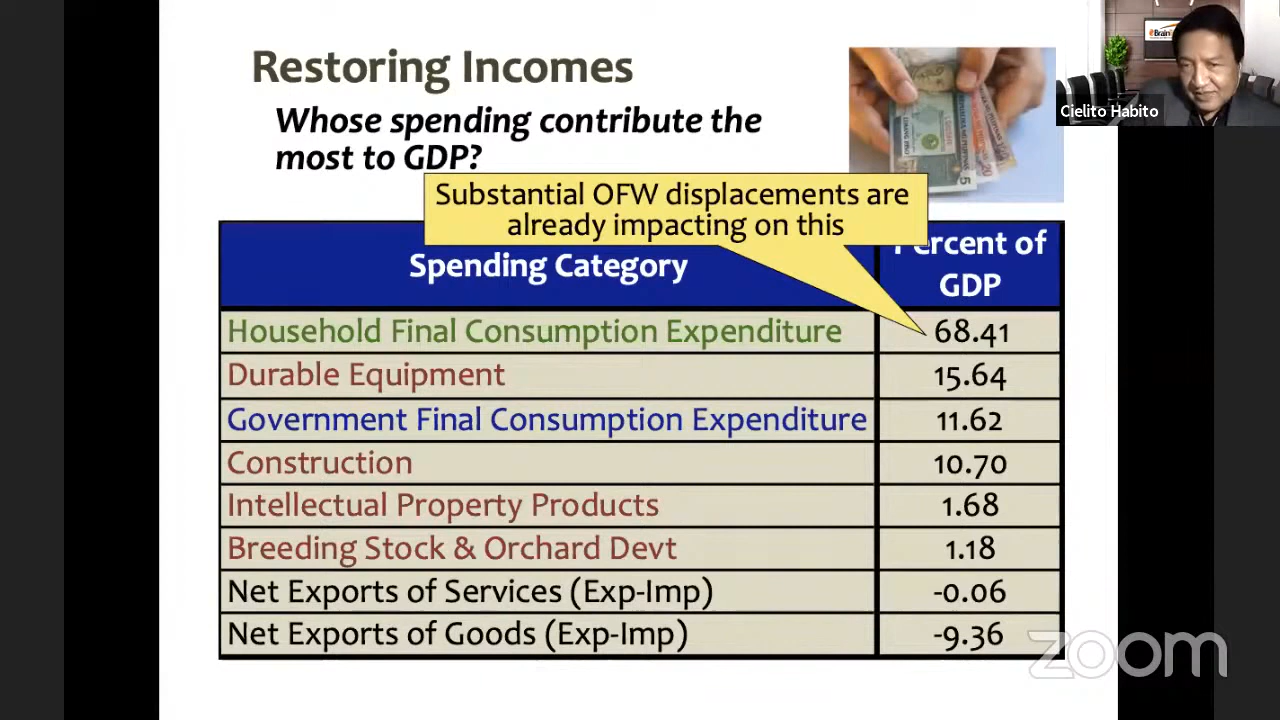 Restoring Incomes
Whose spending contribute the
most to GDP?
Brain
Cielito Habito
Substantial OFW displacements are
already impacting on this
Spending Category
Percent of
GDP
Household Final Consumption Expenditure 68.41
Durable Equipment 15.64
Government Final Consumption Expenditure 11.62
Construction 10.70
Intellectual Property Products 1.68
Breeding Stock & Orchard Devt 1.18
Net Exports of Services (Exp-Imp) -0.06
Net Exports of Goods (Exp-Imp) -9.36
zoom